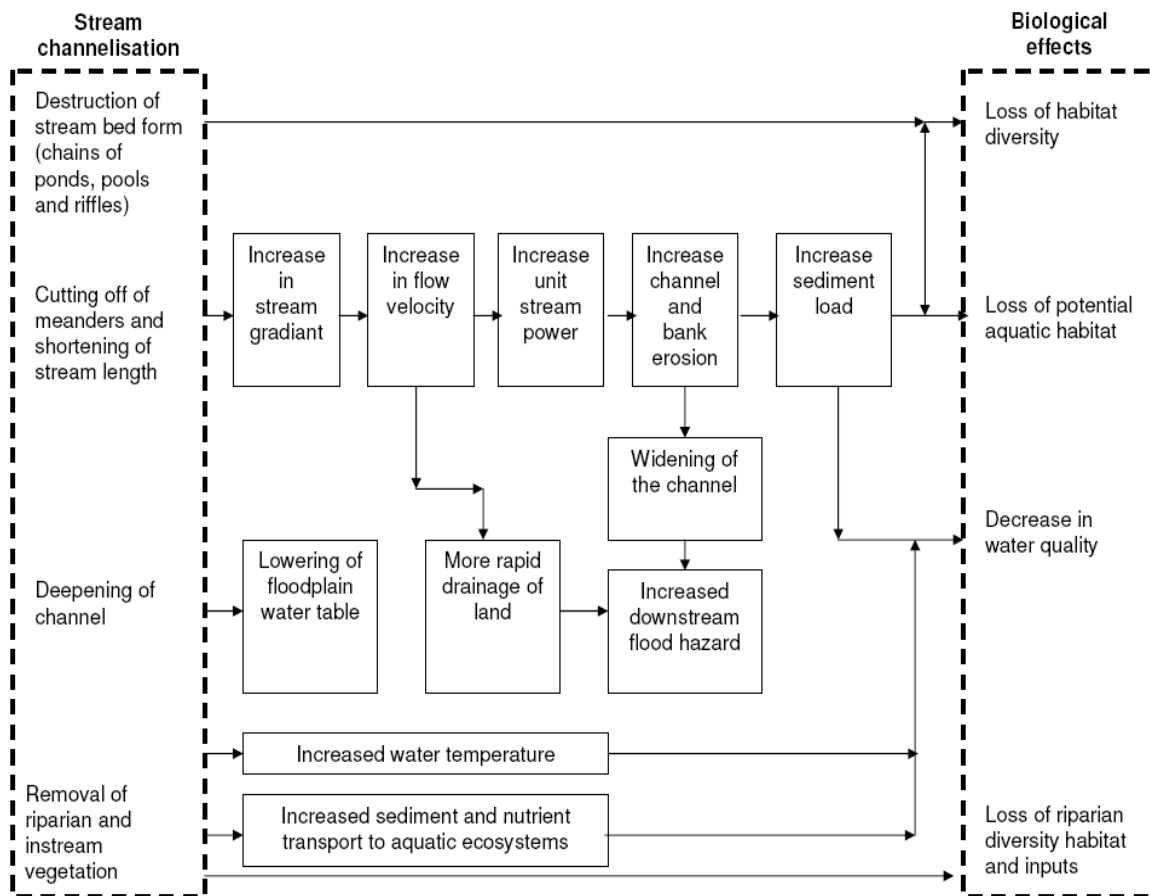 Stream
channelisation
Biological
effects
Destruction of
stream bed form
(chains of
ponds, pools
and riffles)
Loss of habitat
diversity
Cutting off of
meanders and
shortening of
stream length
Increase
in
stream
gradiant
Increase
in flow
velocity
Increase
unit
stream
power
Increase
channel
and
bank
erosion
Increase
sediment
load
Loss of potential
aquatic habitat
Widening of
the channel
Decrease in
water quality
Deepening of
channel
Lowering of
floodplain
water table
More rapid
drainage of
land
Increased
downstream
flood hazard
Increased water temperature
Removal of
riparian and
instream
vegetation
Increased sediment and nutrient
transport to aquatic ecosystems
Loss of riparian
diversity habitat
and inputs